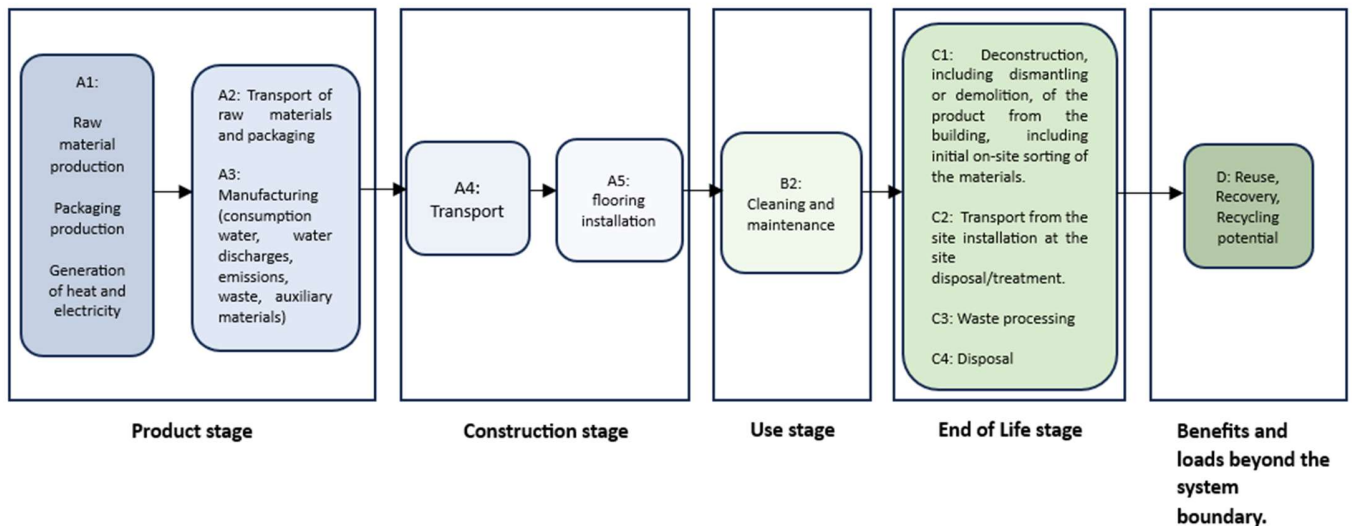 A1:
Raw
material
production
Packaging
production
Generation
of heat and
electricity
A2: Transport of
raw materials
and packaging
A3:
Manufacturing
(consumption
water, water
discharges,
emissions,
waste, auxiliary
materials)
A4:
Transport
A5:
flooring
installation
B2:
Cleaning and
maintenance
C1: Deconstruction,
including dismantling
or demolition, of the
product from the
building, including
initial on-site sorting of
the materials.
C2: Transport from the
site installation at the
site
disposal/treatment.
C3: Waste processing
C4: Disposal
D: Reuse,
Recovery,
Recycling
potential
Product stage
Construction stage
Use stage
End of Life stage
Benefits and
loads beyond the
system
boundary.